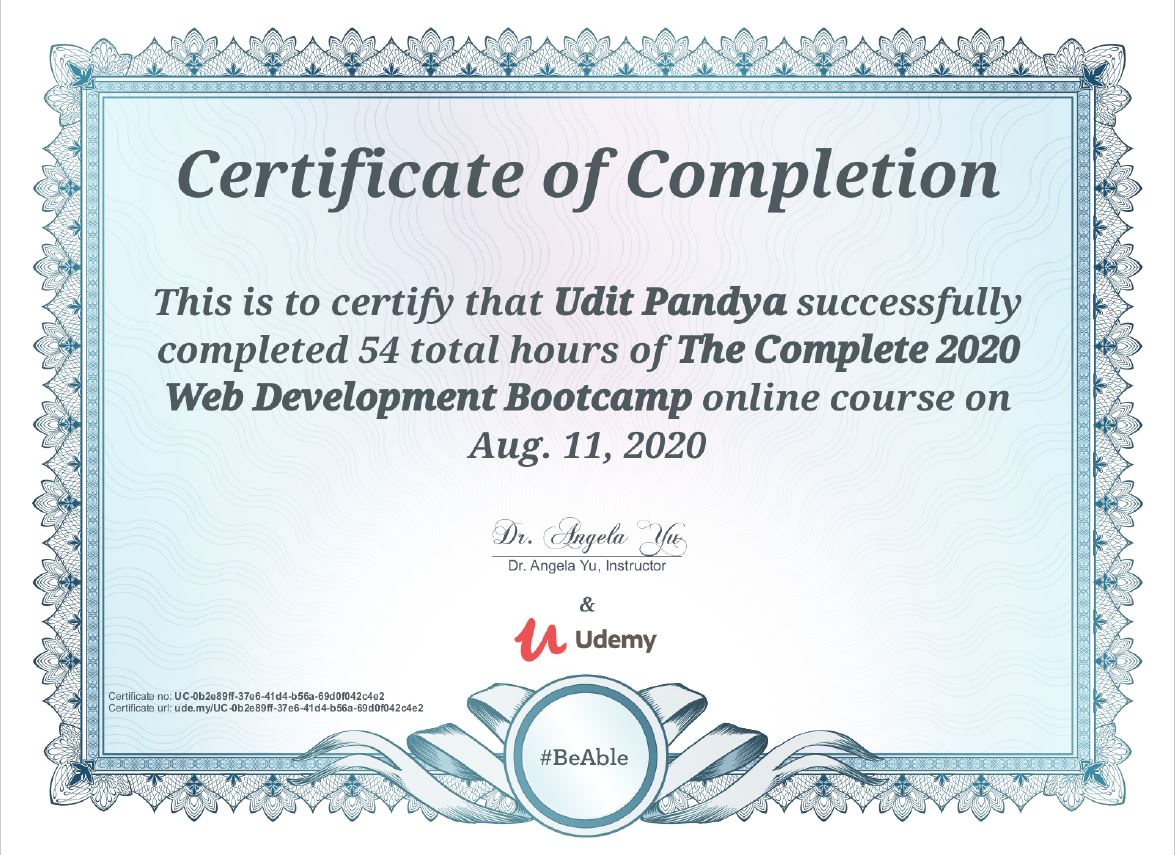 Certificate of Completion
This is to certify that Udit Pandya successfully
completed 54 total hours of The Complete 2020
Web Development Bootcamp online course on
Aug. 11, 2020
Dr. Angela Yu
Dr. Angela Yu, Instructor
&
Udemy
Certificate no: UC-0b2e89ff-37e6-41d4-b56a-69d0f042c4e2
Certificate url: ude.my/UC-0b2e89ff-37e6-41d4-b56a-69d0f042c4e2
#BeAble